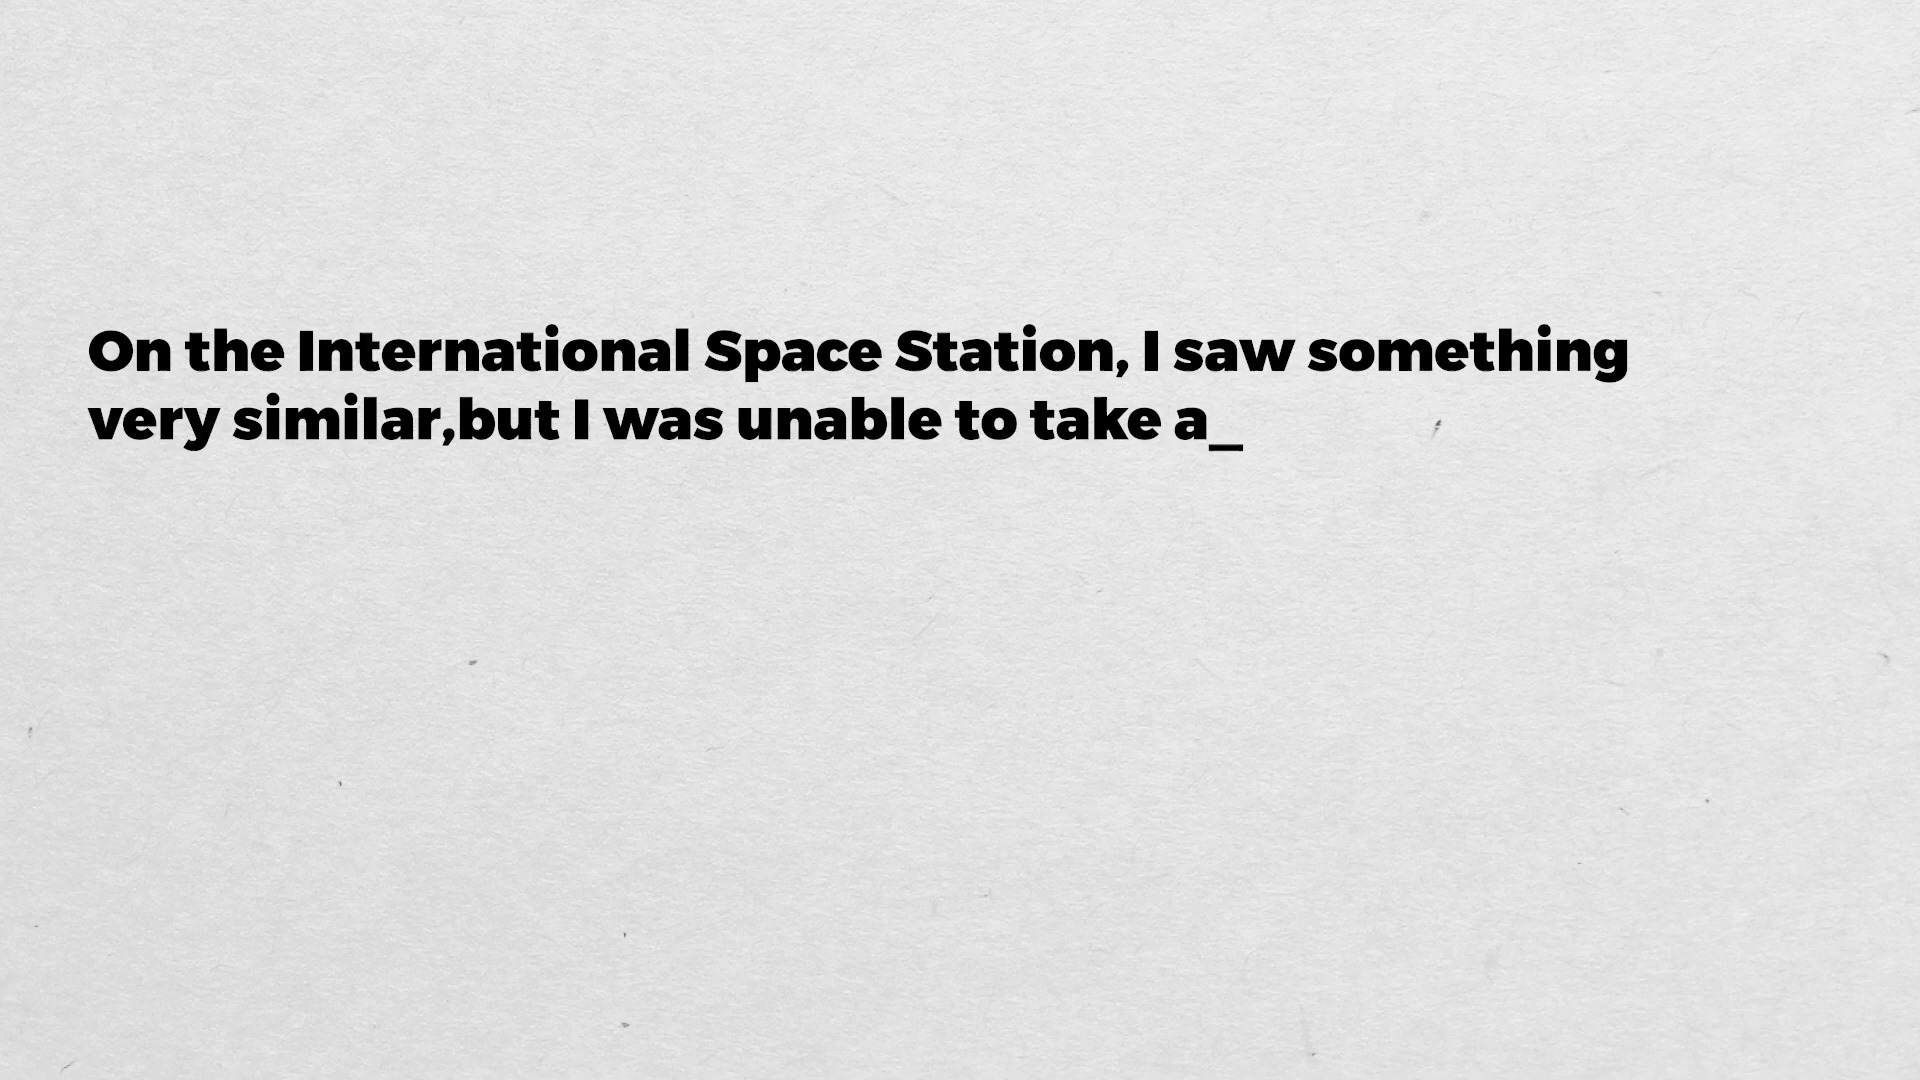 On the International Space Station, I saw something
very similar,but I was unable to take a_